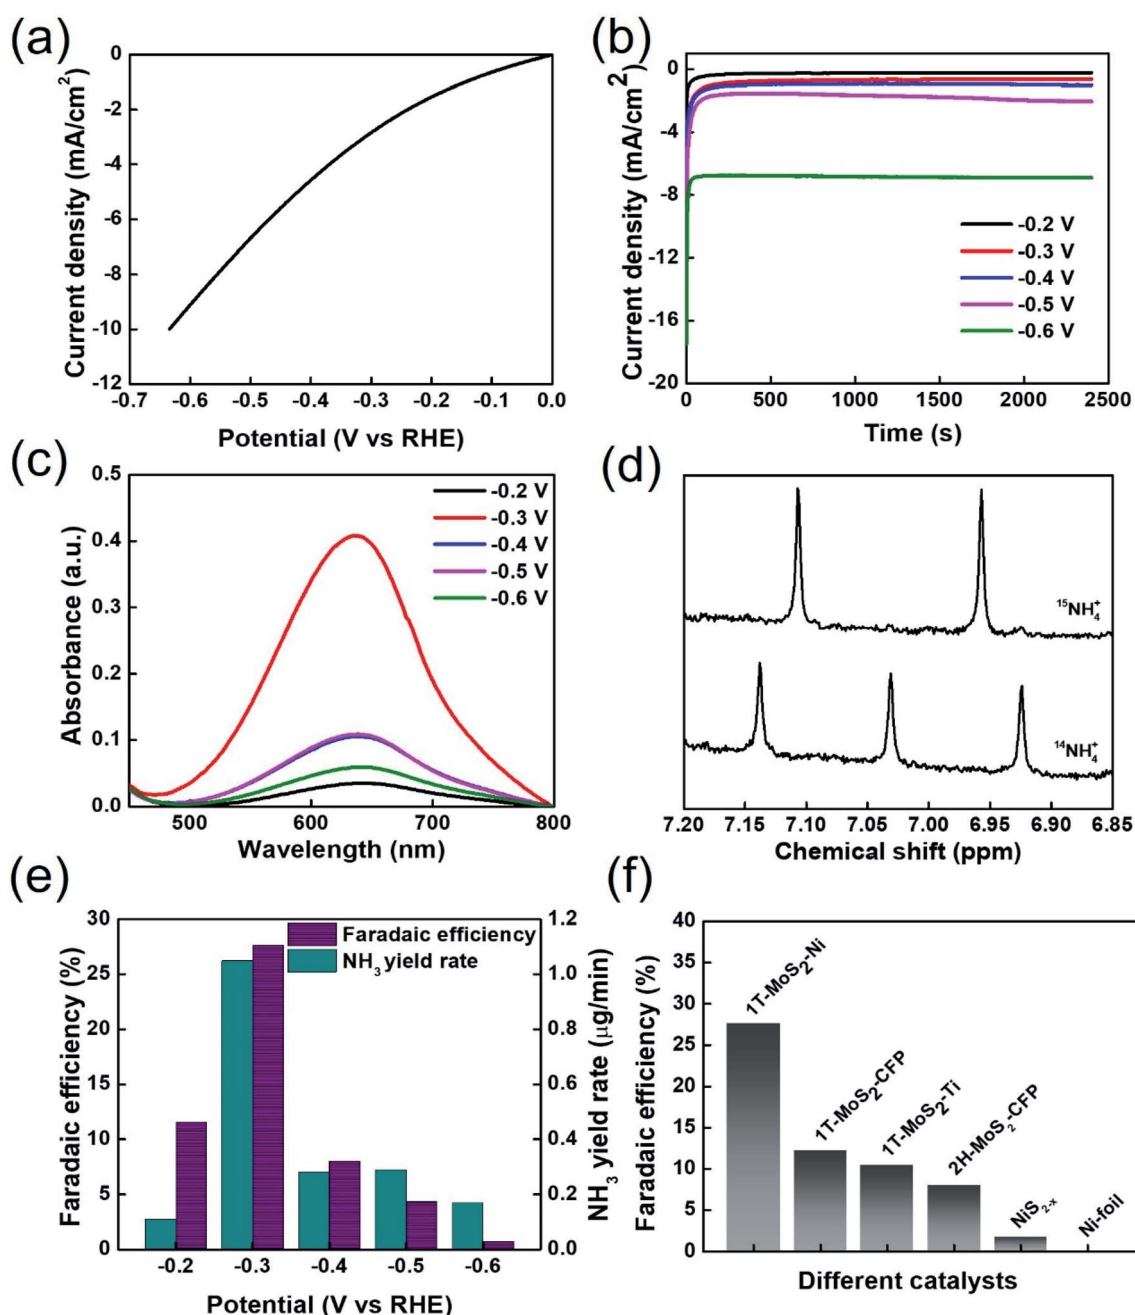 (a)
0
-2
-4
-6
-8
-10
-12
-0.7 -0.6 -0.5 -0.4 -0.3 -0.2 -0.1 0.0
Current density (mA/cm²)
Potential (V vs RHE)
(b)
0
-4
-8
-12
-16
-20
0 500 1000 1500 2000 2500
Current density (mA/cm²)
Time (s)
-0.2 V
-0.3 V
-0.4 V
-0.5 V
-0.6 V
(c)
0.5
0.4
0.3
0.2
0.1
0.0
500 600 700 800
Absorbance (a.u.)
Wavelength (nm)
-0.2 V
-0.3 V
-0.4 V
-0.5 V
-0.6 V
(d)
¹⁵NH₄⁺
¹⁴NH₄⁺
7.20 7.15 7.10 7.05 7.00 6.95 6.90 6.85
Chemical shift (ppm)
(e)
30
25
20
15
10
5
0
Faradaic efficiency (%)
Faradaic efficiency
NH₃ yield rate
1.2
1.0
0.8
0.6
0.4
0.2
0.0
NH₃ yield rate (μg/min)
-0.2 -0.3 -0.4 -0.5 -0.6
Potential (V vs RHE)
(f)
40
35
30
25
20
15
10
5
0
Faradaic efficiency (%)
1T-MoS₂-Ni
1T-MoS₂-CFP
1T-MoS₂-Ti
2H-MoS₂-CFP
NiS₂₋ₓ
Ni-foil
Different catalysts